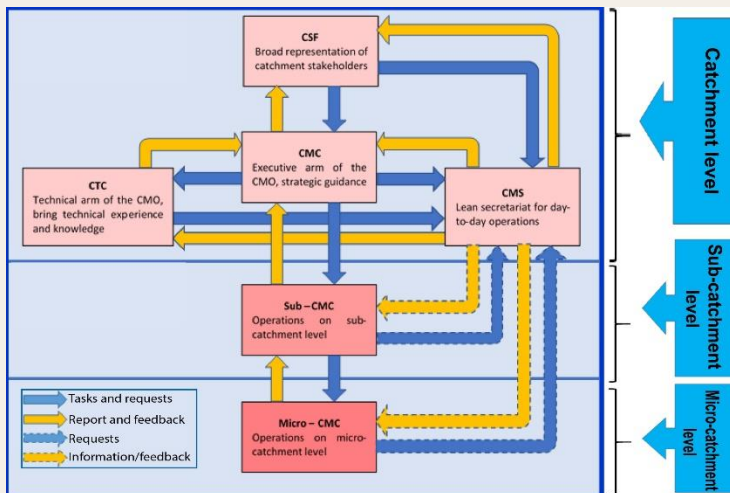 CSF
Broad representation of
catchment stakeholders
CMC
Executive arm of the
CMO, strategic guidance
CTC
Technical arm of the CMO,
bring technical experience
and knowledge
CMS
Lean secretariat for day-
to-day operations
Sub – CMC
Operations on sub-
catchment level
Micro – CMC
Operations on micro-
catchment level
Tasks and requests
Report and feedback
Requests
Information/feedback
Catchment level
Sub-catchment
level
Micro-catchment
level